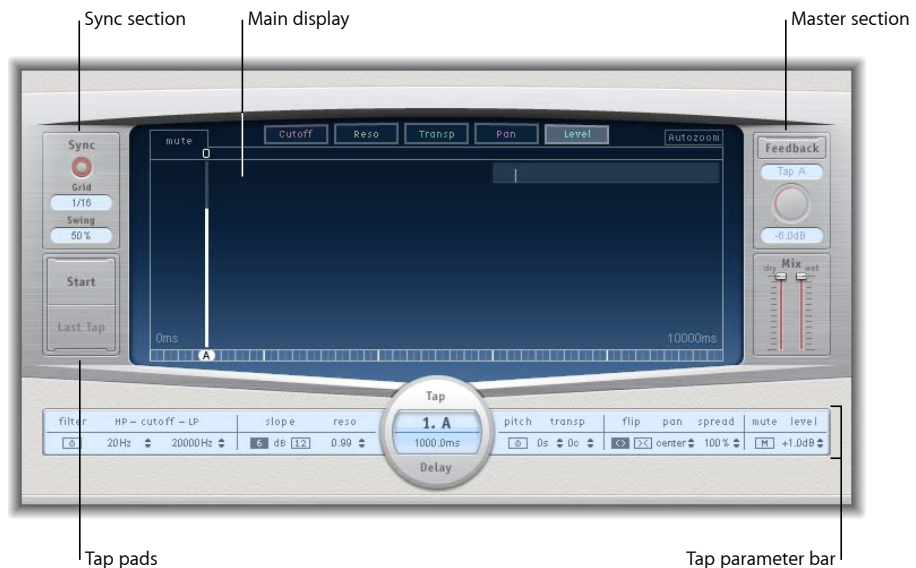 Sync section
Main display
Master section
Sync
Grid
1/16
Swing
50%
Start
Last Tap
mute
Cutoff Reso Transp Pan Level
Autozoom
0ms
10000ms
A
Feedback
Tap A
-6.0dB
Mix
dry wet
Tap
1. A
1000.0ms
Delay
filter HP – cutoff – LP slope reso
20Hz 20000Hz 6 dB 12 0.99
pitch transp flip pan spread mute level
0s 0c <> >< center 100% M +1.0dB
Tap pads
Tap parameter bar